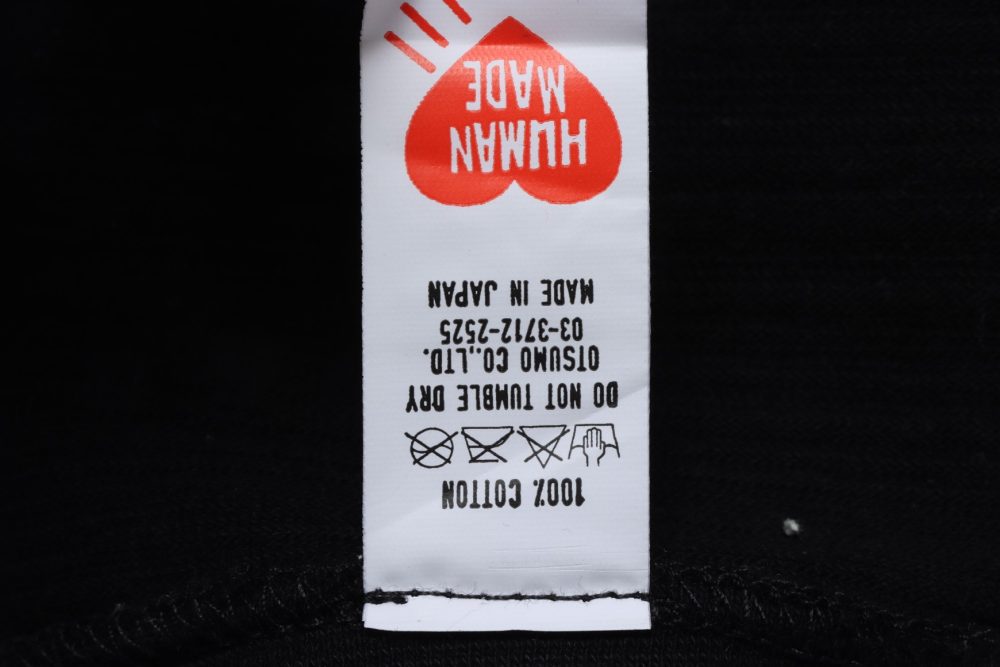 100% COTTON
DO NOT TUMBLE DRY
OTSUMO CO.,LTD.
03-3712-2525
MADE IN JAPAN
HUMAN
MADE